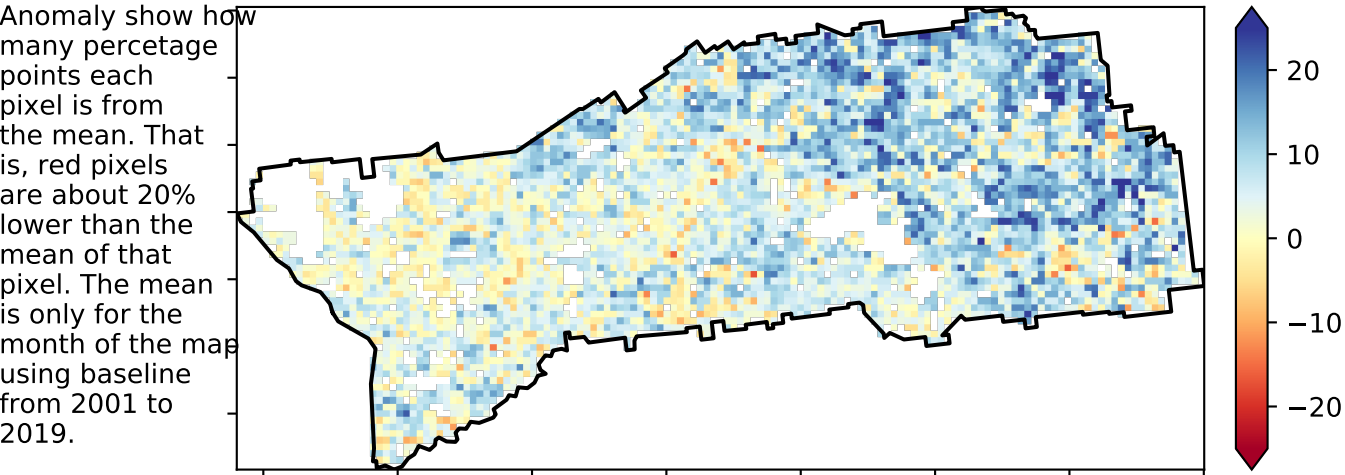 Anomaly show how
many percetage
points each
pixel is from
the mean. That
is, red pixels
are about 20%
lower than the
mean of that
pixel. The mean
is only for the
month of the map
using baseline
from 2001 to
2019.
20
10
0
−10
−20